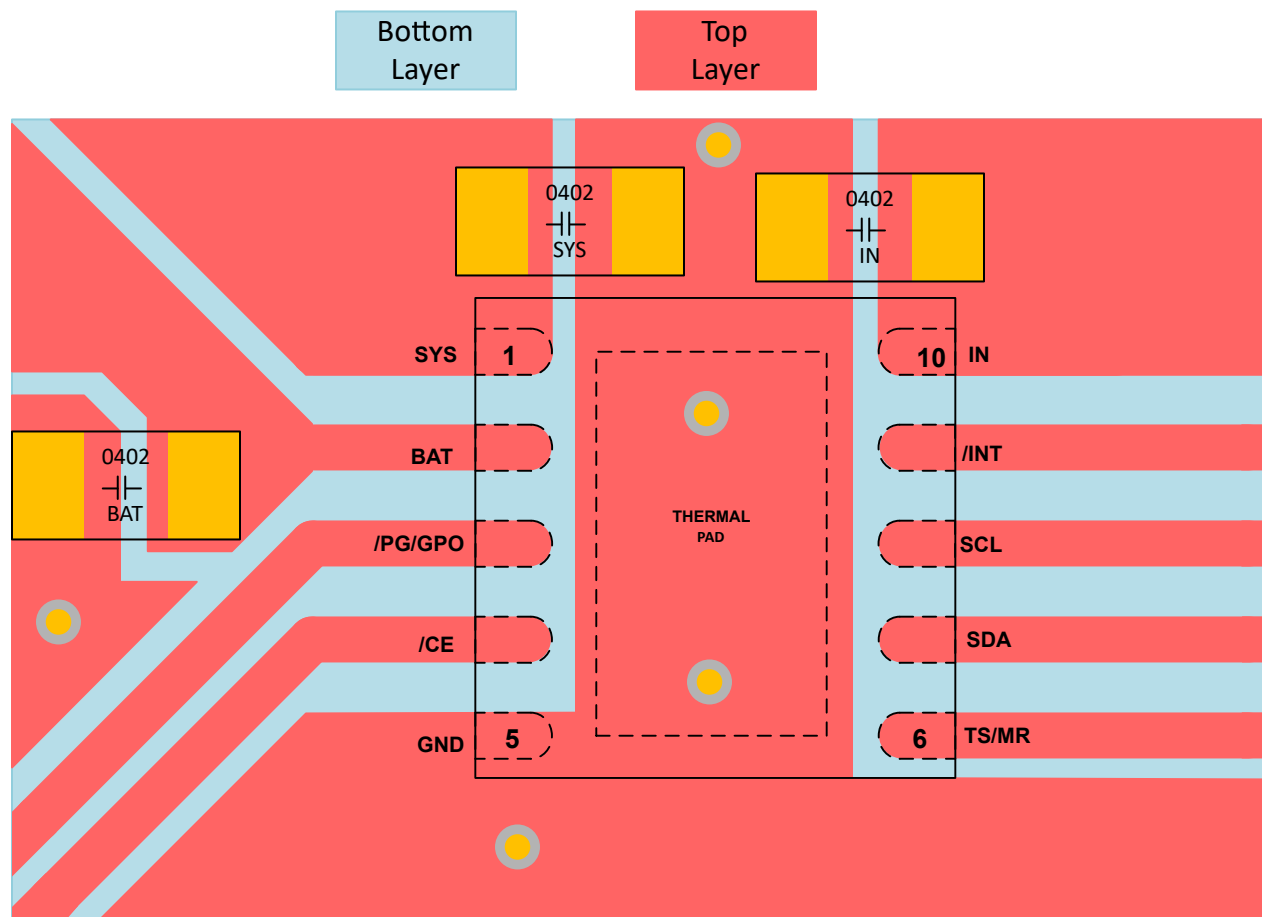 Bottom
Layer
Top
Layer
0402
SYS
0402
IN
SYS
1
10
IN
0402
BAT
BAT
/INT
THERMAL
PAD
/PG/GPO
SCL
/CE
SDA
GND
5
6
TS/MR